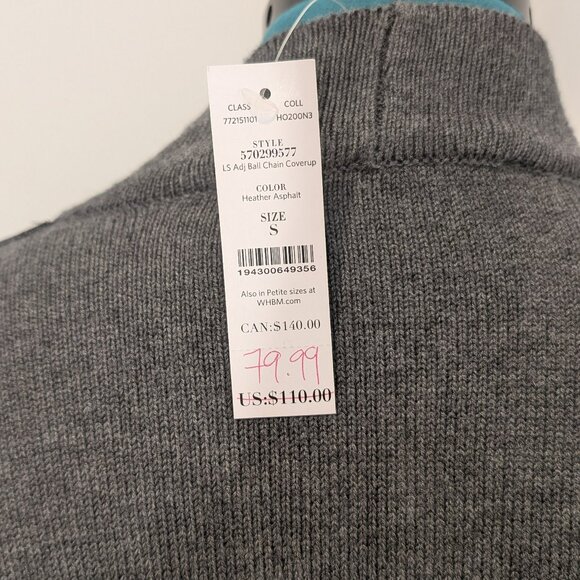 CLASS COLL
772151101 HO200N3
STYLE
570299577
LS Adj Ball Chain Coverup
COLOR
Heather Asphalt
SIZE
S
194300649356
Also in Petite sizes at
WHBM.com
CAN:$140.00
79.99
US:$110.00